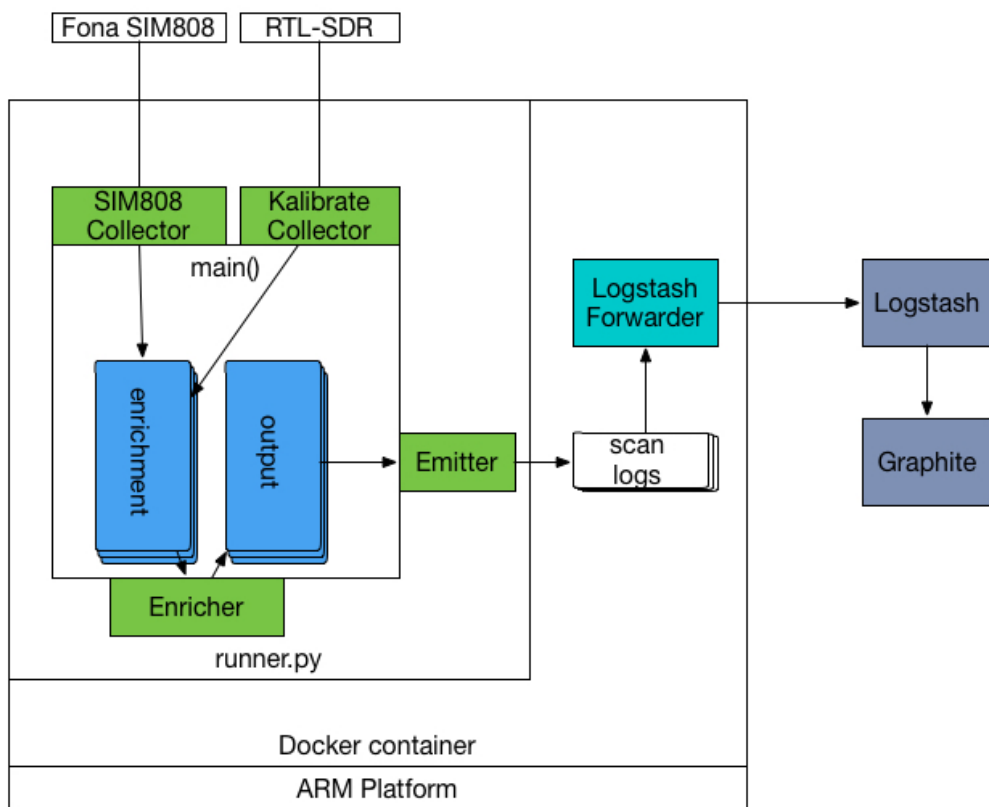 Fona SIM808
RTL-SDR
SIM808
Collector
Kalibrate
Collector
main()
enrichment
output
Emitter
Enricher
runner.py
scan
logs
Logstash
Forwarder
Logstash
Graphite
Docker container
ARM Platform